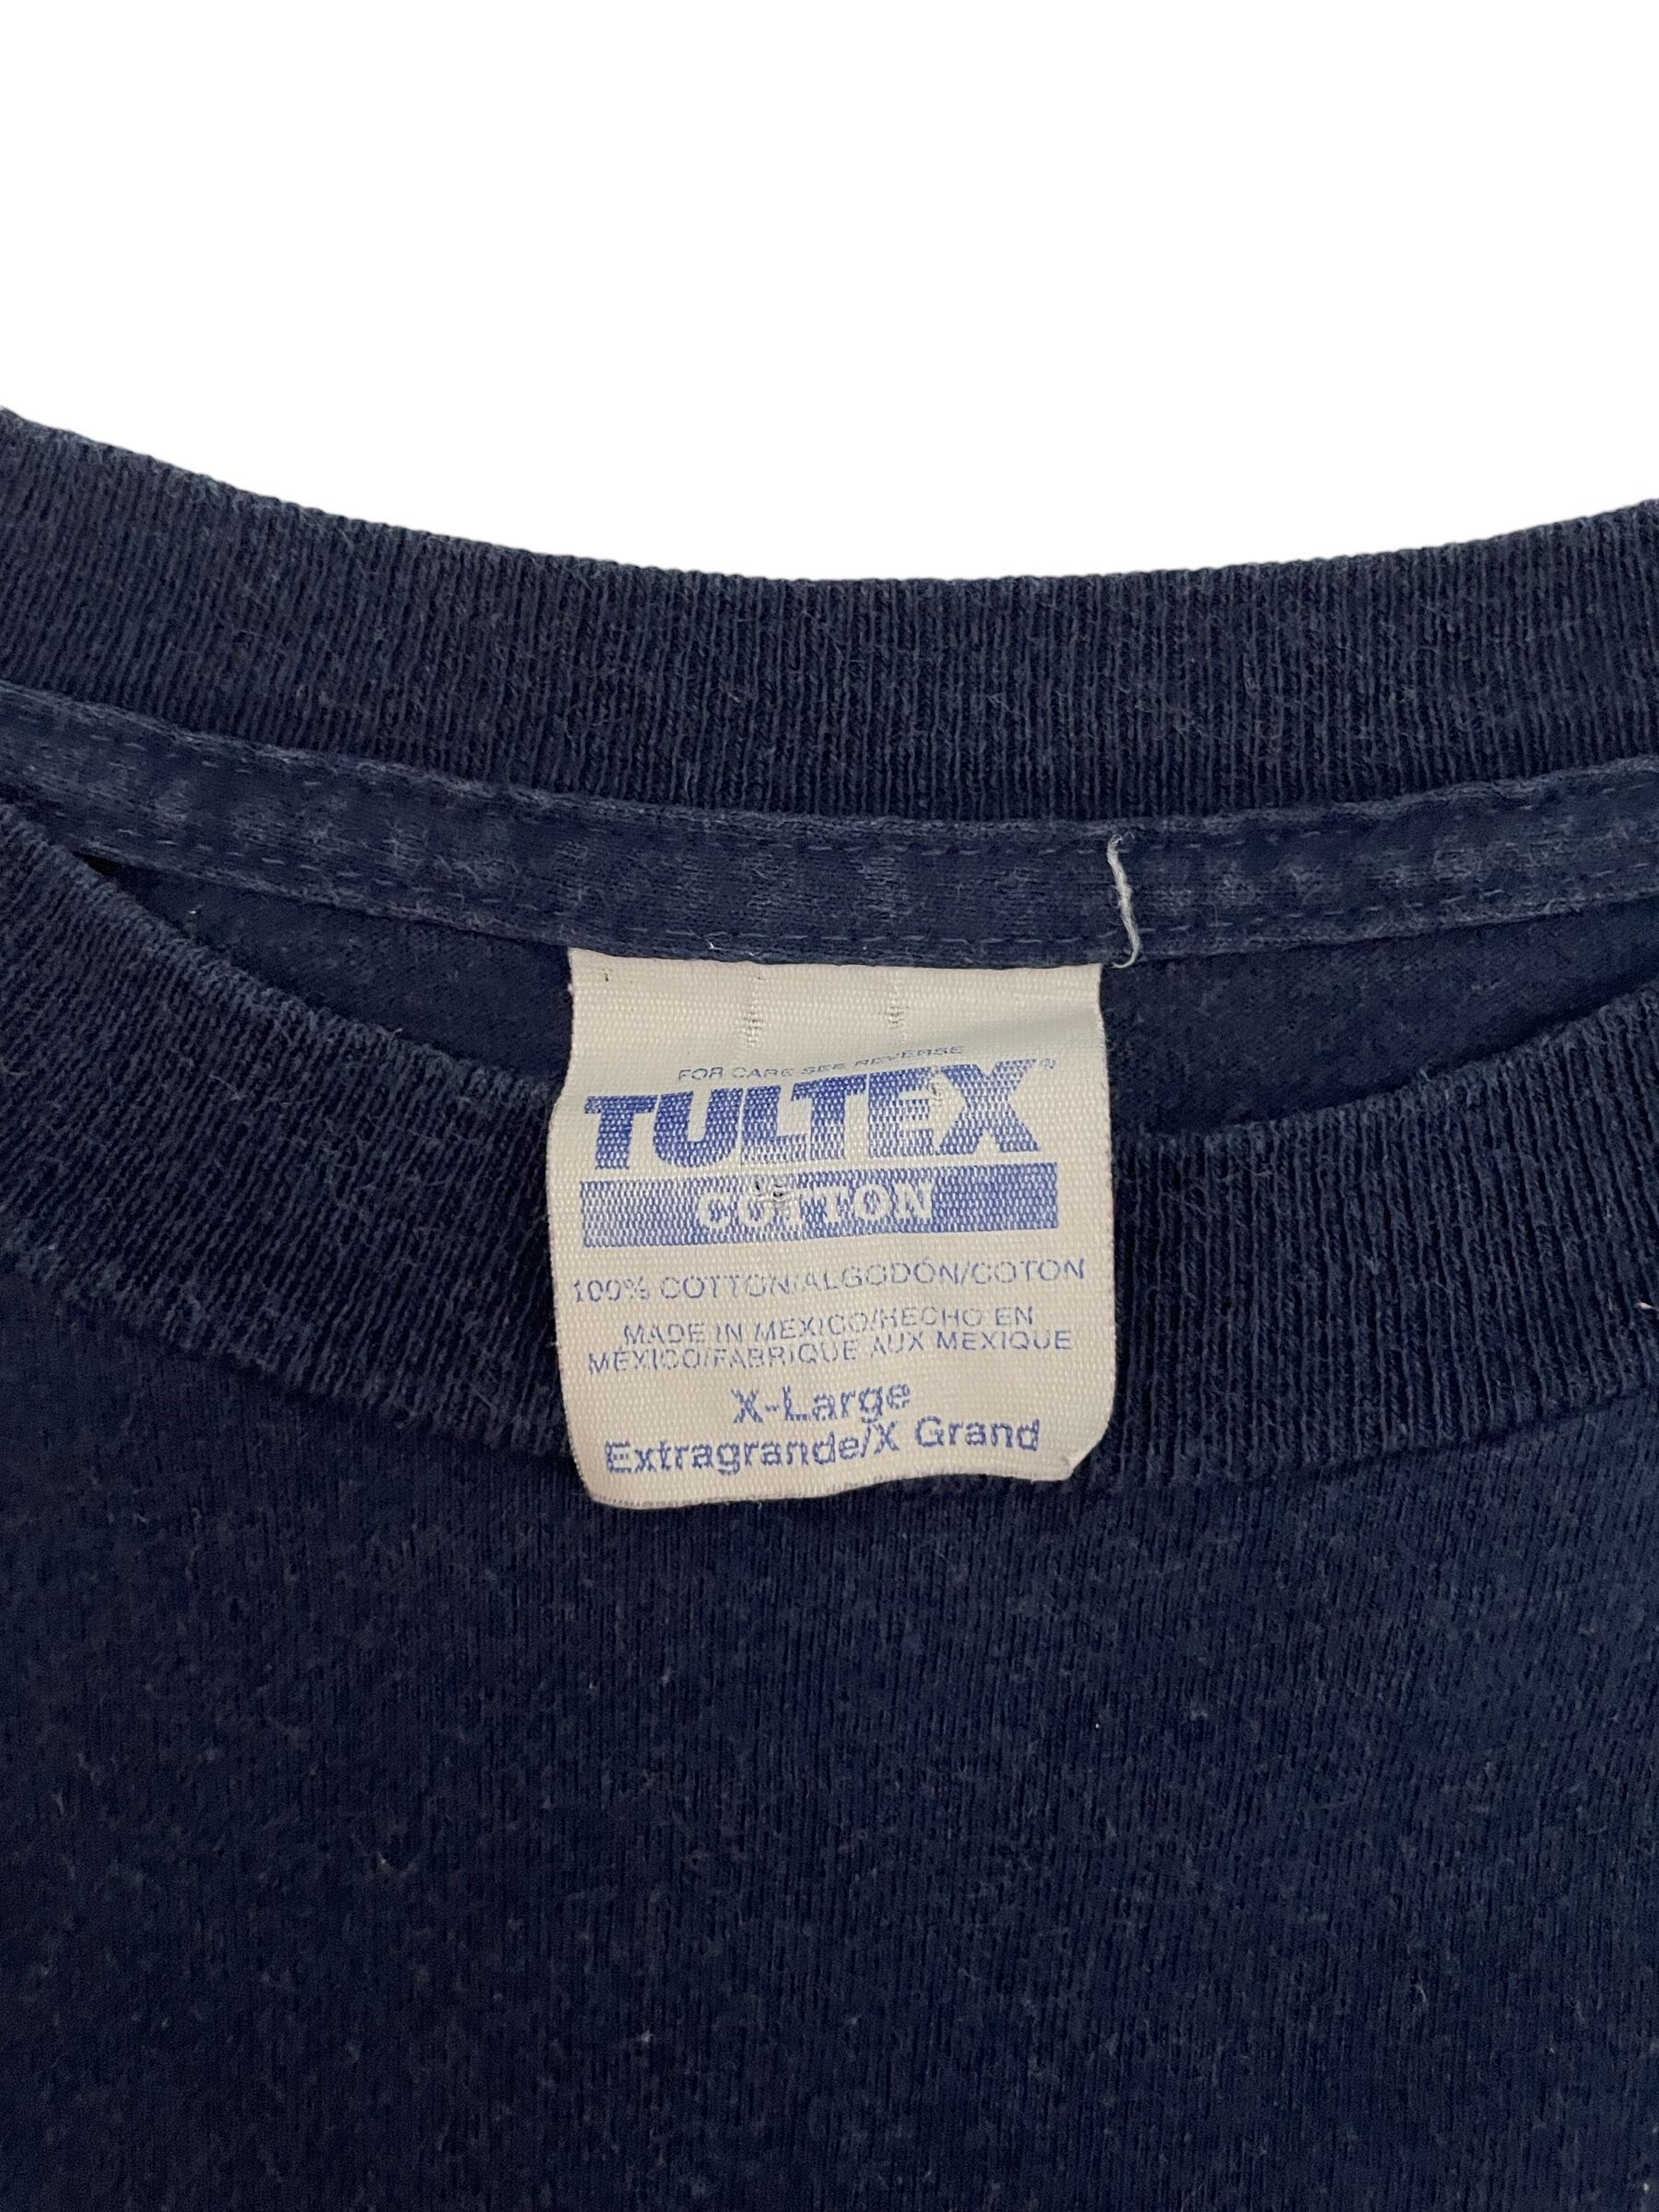 FOR CARE SEE REVERSE
TULTEX®
COTTON
100% COTTON/ALGODÓN/COTON
MADE IN MEXICO/HECHO EN
MÉXICO/FABRIQUE AUX MEXIQUE
X-Large
Extragrande/X Grand